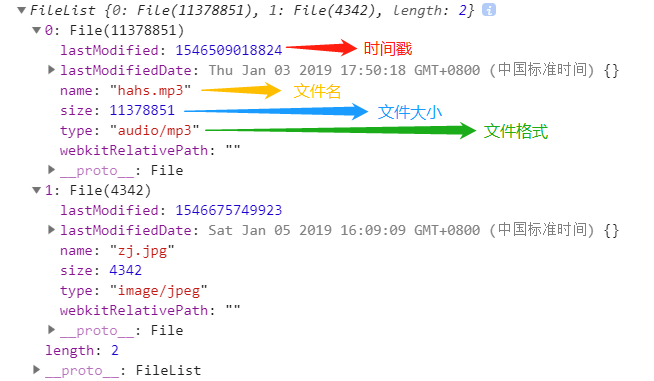 FileList {0: File(11378851), 1: File(4342), length: 2} i
0: File(11378851)
lastModified: 1546509018824 时间戳
lastModifiedDate: Thu Jan 03 2019 17:50:18 GMT+0800 (中国标准时间) {}
name: "hahs.mp3" 文件名
size: 11378851 文件大小
type: "audio/mp3" 文件格式
webkitRelativePath: ""
__proto__: File
1: File(4342)
lastModified: 1546675749923
lastModifiedDate: Sat Jan 05 2019 16:09:09 GMT+0800 (中国标准时间) {}
name: "zj.jpg"
size: 4342
type: "image/jpeg"
webkitRelativePath: ""
__proto__: File
length: 2
__proto__: FileList